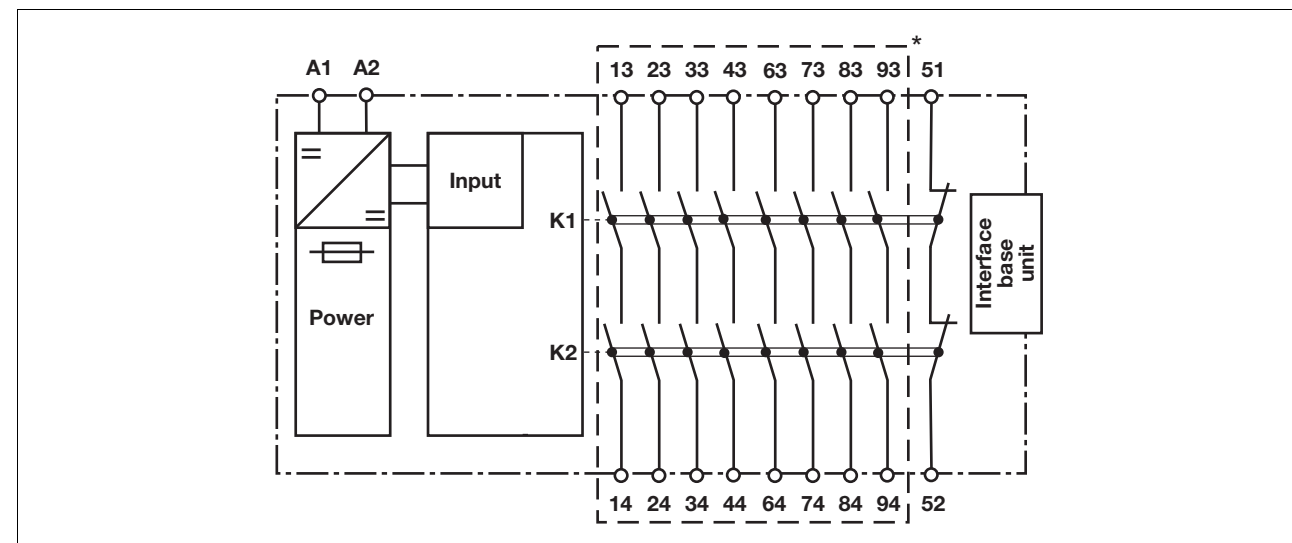 *
A1 A2 13 23 33 43 63 73 83 93 51
Input
K1
Interface
base
unit
Power
K2
14 24 34 44 64 74 84 94 52